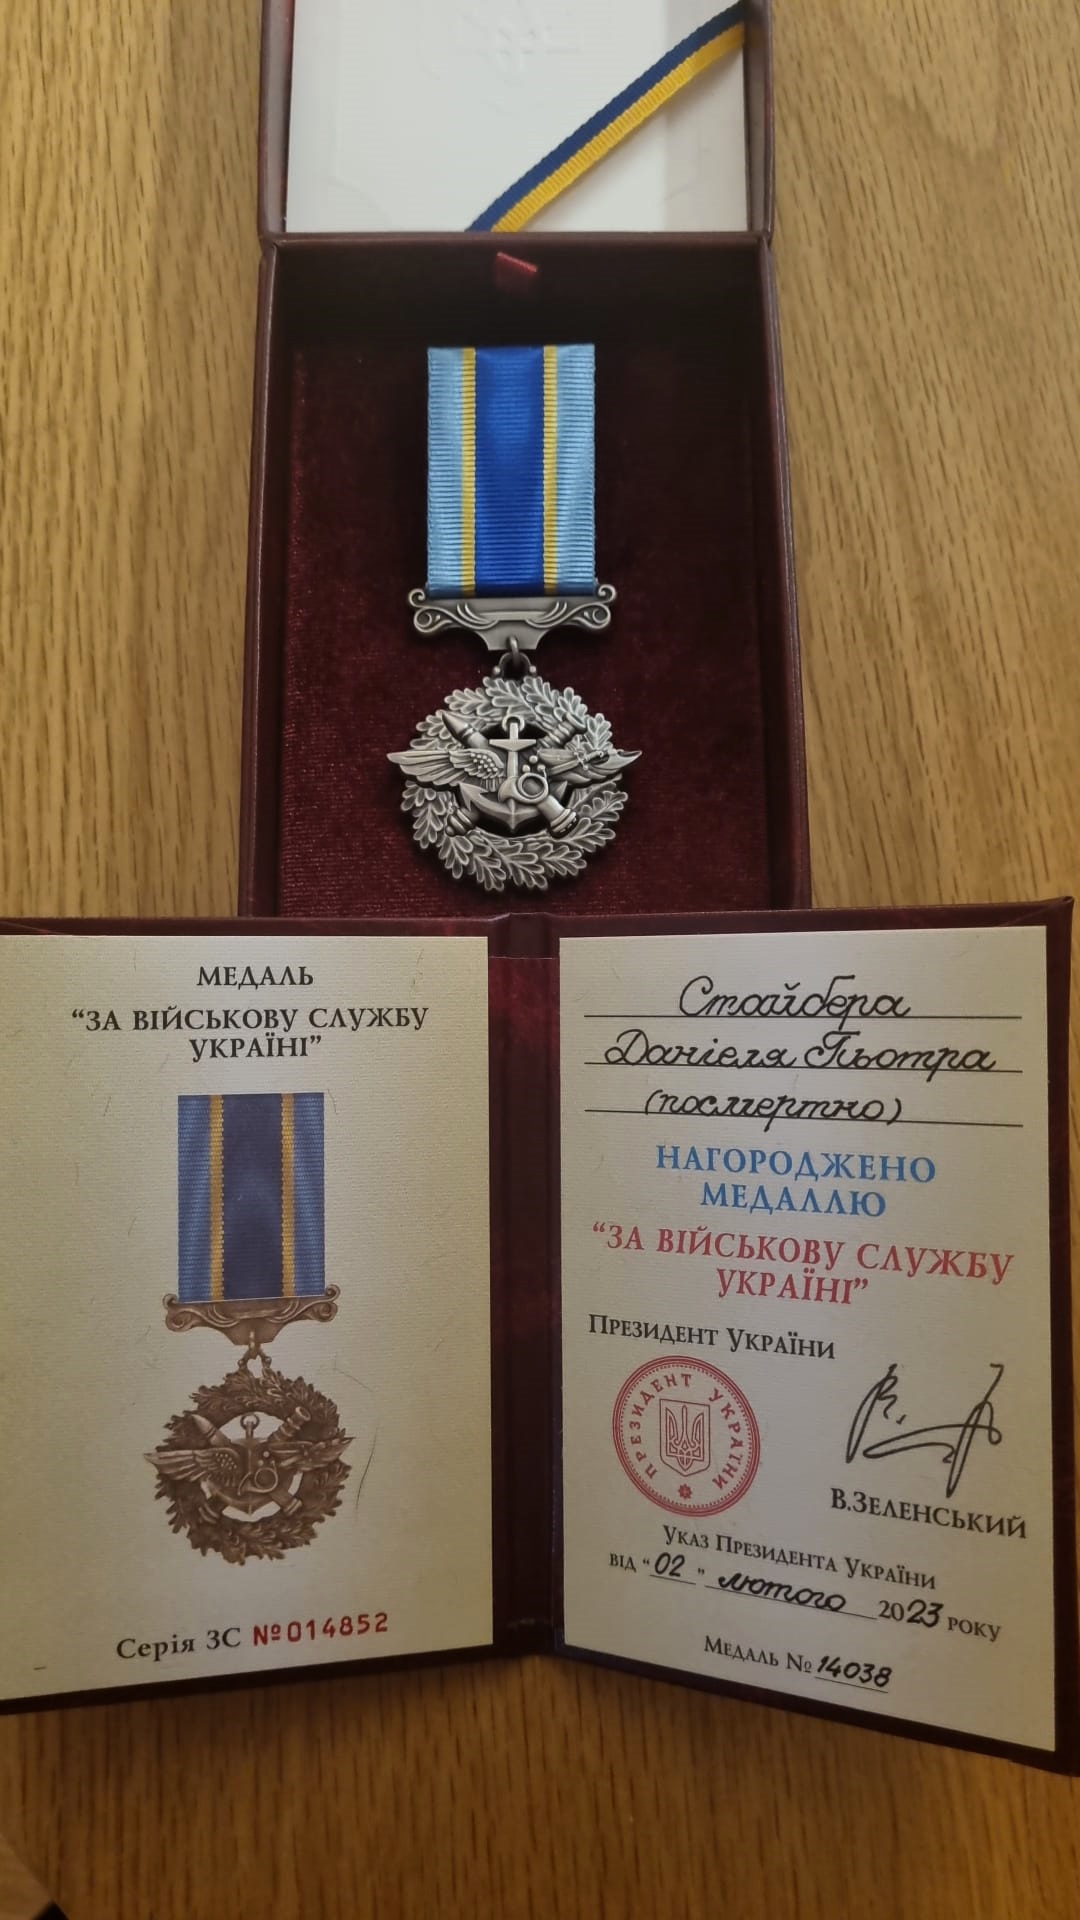 МЕДАЛЬ
“ЗА ВІЙСЬКОВУ СЛУЖБУ
УКРАЇНІ”
Серія ЗС №014852
Стайбера
Даніеля Пьотра
(посмертно)
НАГОРОДЖЕНО
МЕДАЛЛЮ
“ЗА ВІЙСЬКОВУ СЛУЖБУ
УКРАЇНІ”
ПРЕЗИДЕНТ УКРАЇНИ
ПРЕЗИДЕНТ УКРАЇНИ
В.ЗЕЛЕНСЬКИЙ
УКАЗ ПРЕЗИДЕНТА УКРАЇНИ
ВІД “02” лютого 2023 РОКУ
МЕДАЛЬ №14038